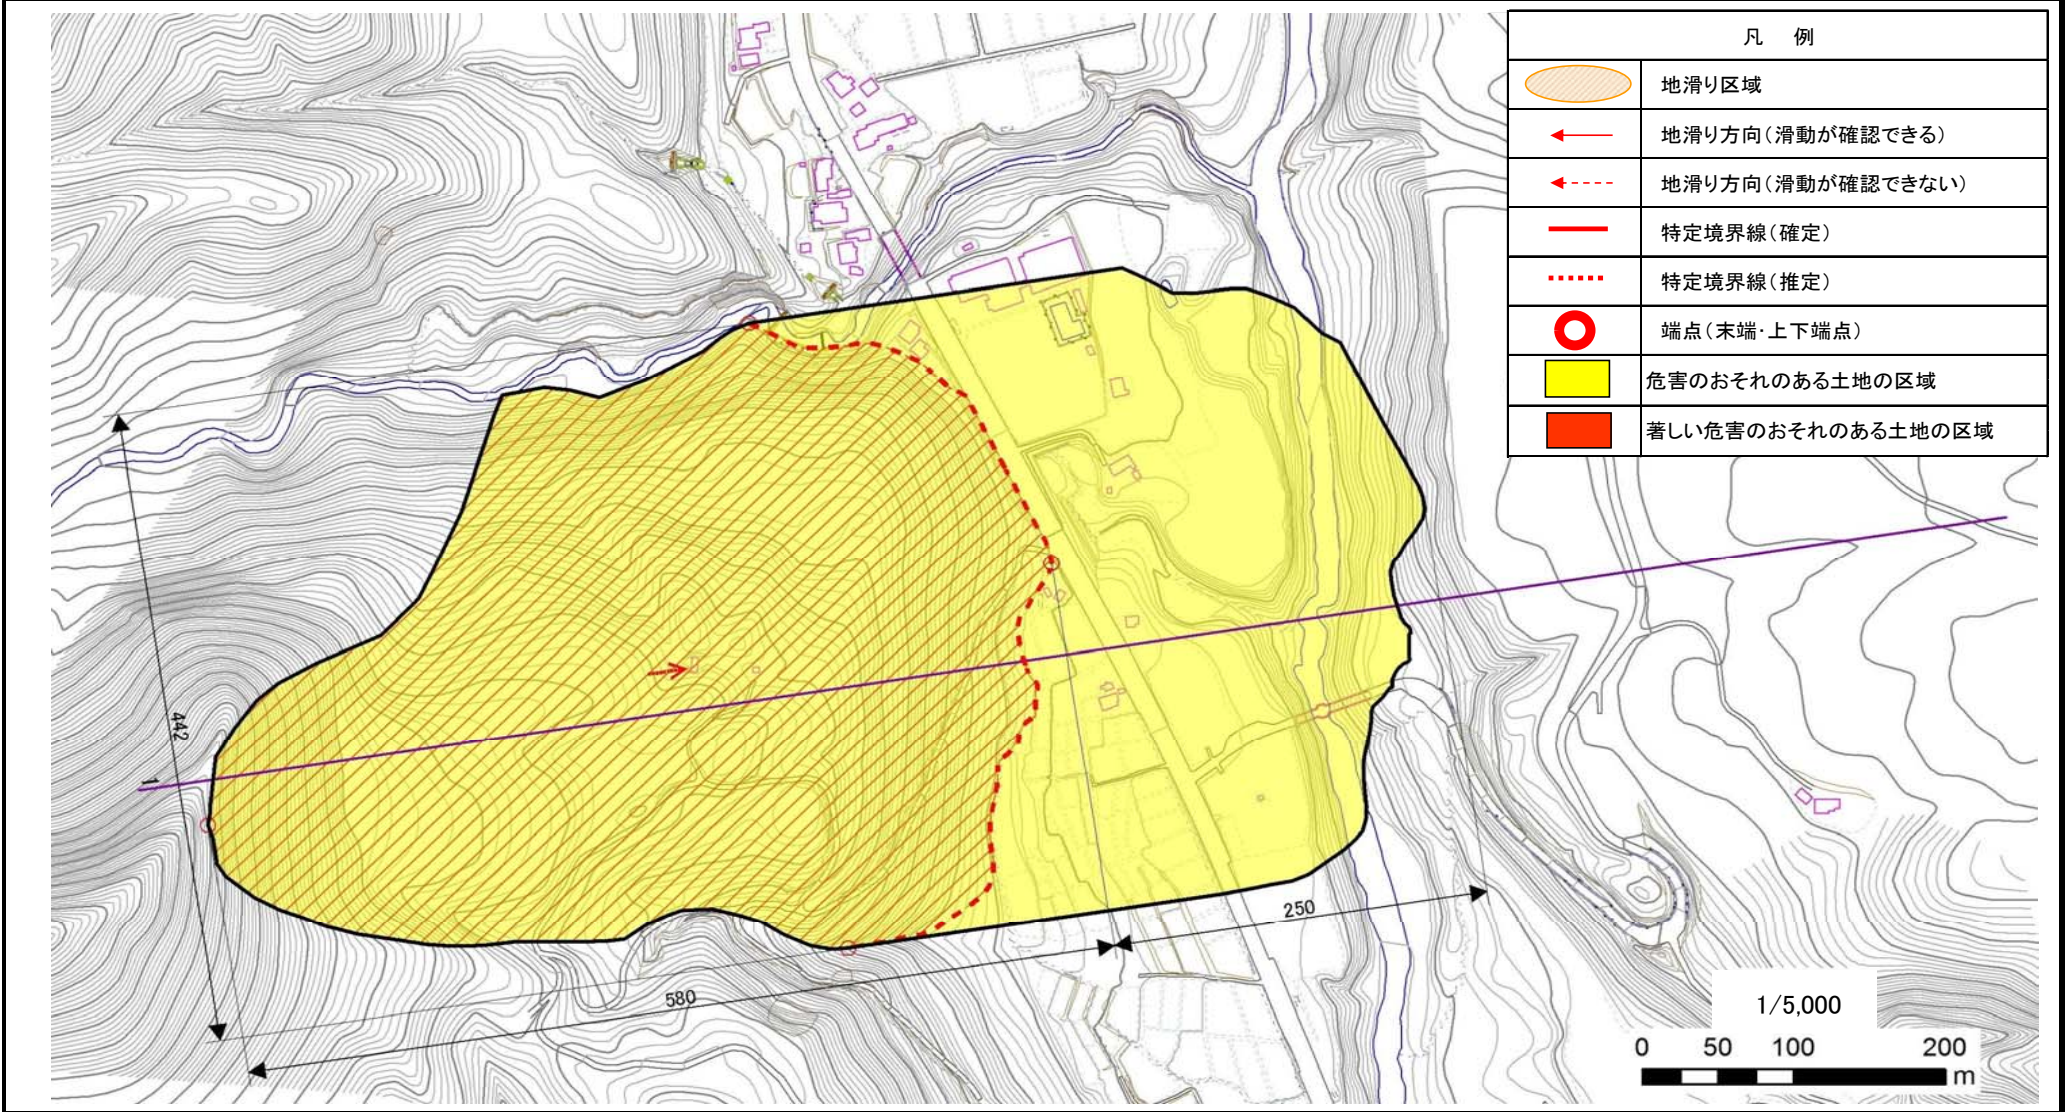 凡 例
地滑り区域
地滑り方向(滑動が確認できる)
地滑り方向(滑動が確認できない)
特定境界線(確定)
特定境界線(推定)
端点(末端・上下端点)
危害のおそれのある土地の区域
著しい危害のおそれのある土地の区域
442
1
250
580
1/5,000
0 50 100 200
m